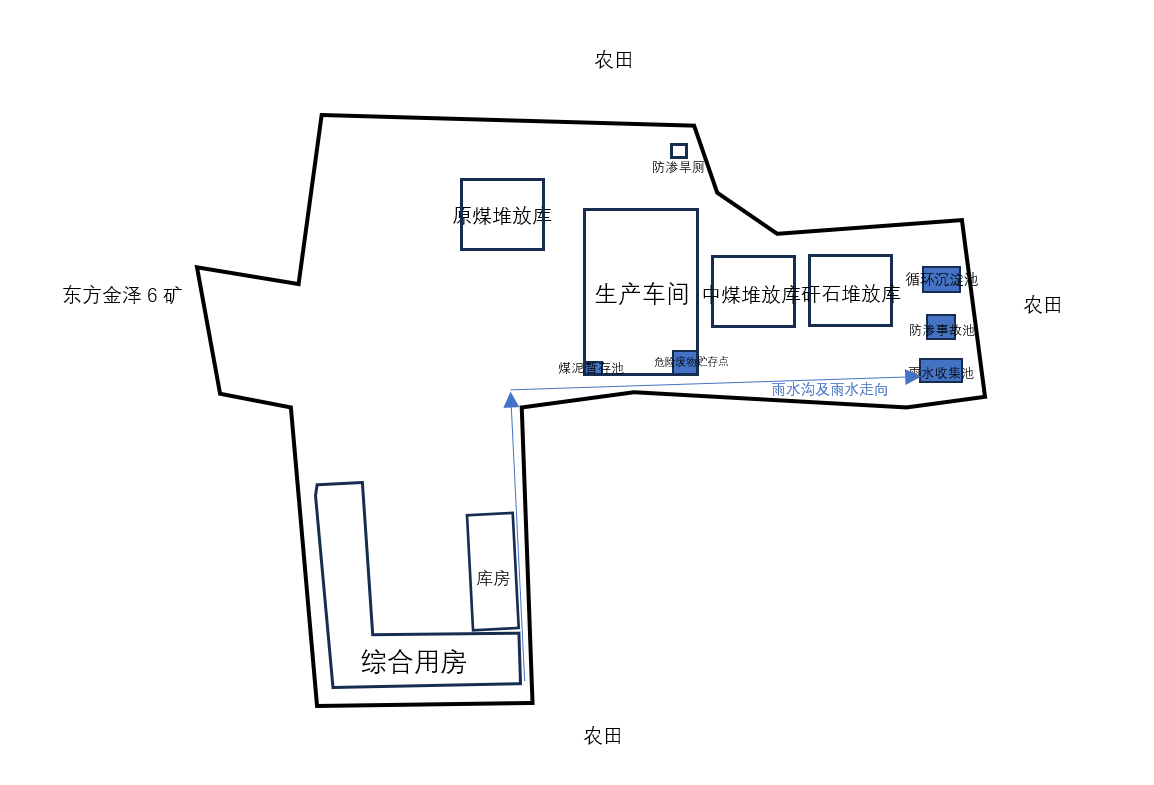 农田
防渗旱厕
原煤堆放库
生产车间
中煤堆放库
矸石堆放库
循环沉淀池
东方金泽 6 矿
农田
防渗事故池
煤泥暂存池
危险废物贮存点
雨水收集池
雨水沟及雨水走向
库房
综合用房
农田